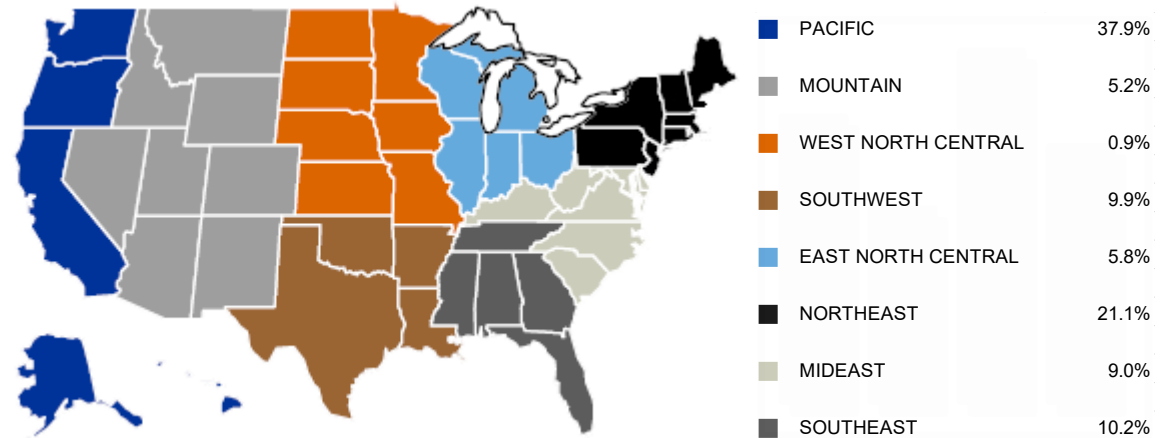 PACIFIC 37.9%
MOUNTAIN 5.2%
WEST NORTH CENTRAL 0.9%
SOUTHWEST 9.9%
EAST NORTH CENTRAL 5.8%
NORTHEAST 21.1%
MIDEAST 9.0%
SOUTHEAST 10.2%